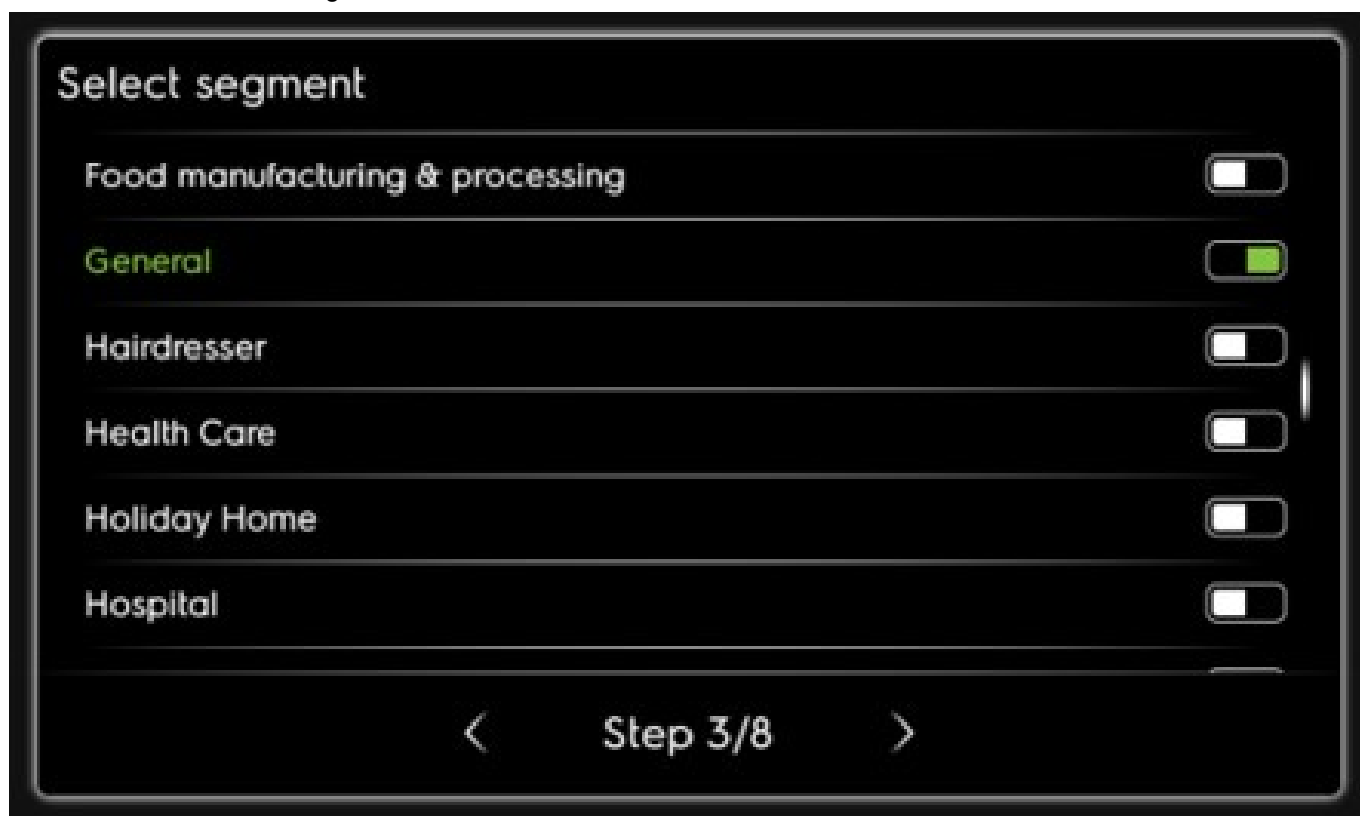 Select segment
Food manufacturing & processing
General
Hairdresser
Health Care
Holiday Home
Hospital
< Step 3/8 >